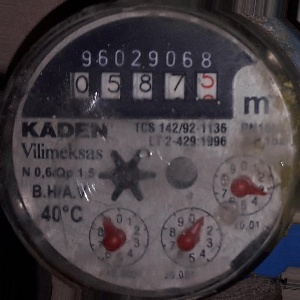 96029068
0 5 8 7 5
m
KADEN
TCS 142/92-1136
Vilimeksas
LT 2-429:1996
N 0,6/Qp 1,5
B.H/A.
40°C